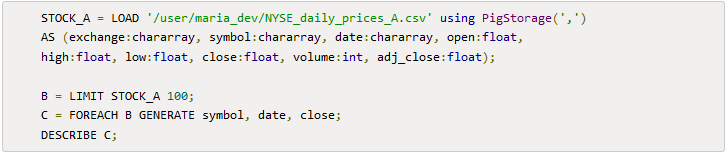 STOCK_A = LOAD '/user/maria_dev/NYSE_daily_prices_A.csv' using PigStorage(',')
AS (exchange:chararray, symbol:chararray, date:chararray, open:float,
high:float, low:float, close:float, volume:int, adj_close:float);
B = LIMIT STOCK_A 100;
C = FOREACH B GENERATE symbol, date, close;
DESCRIBE C;